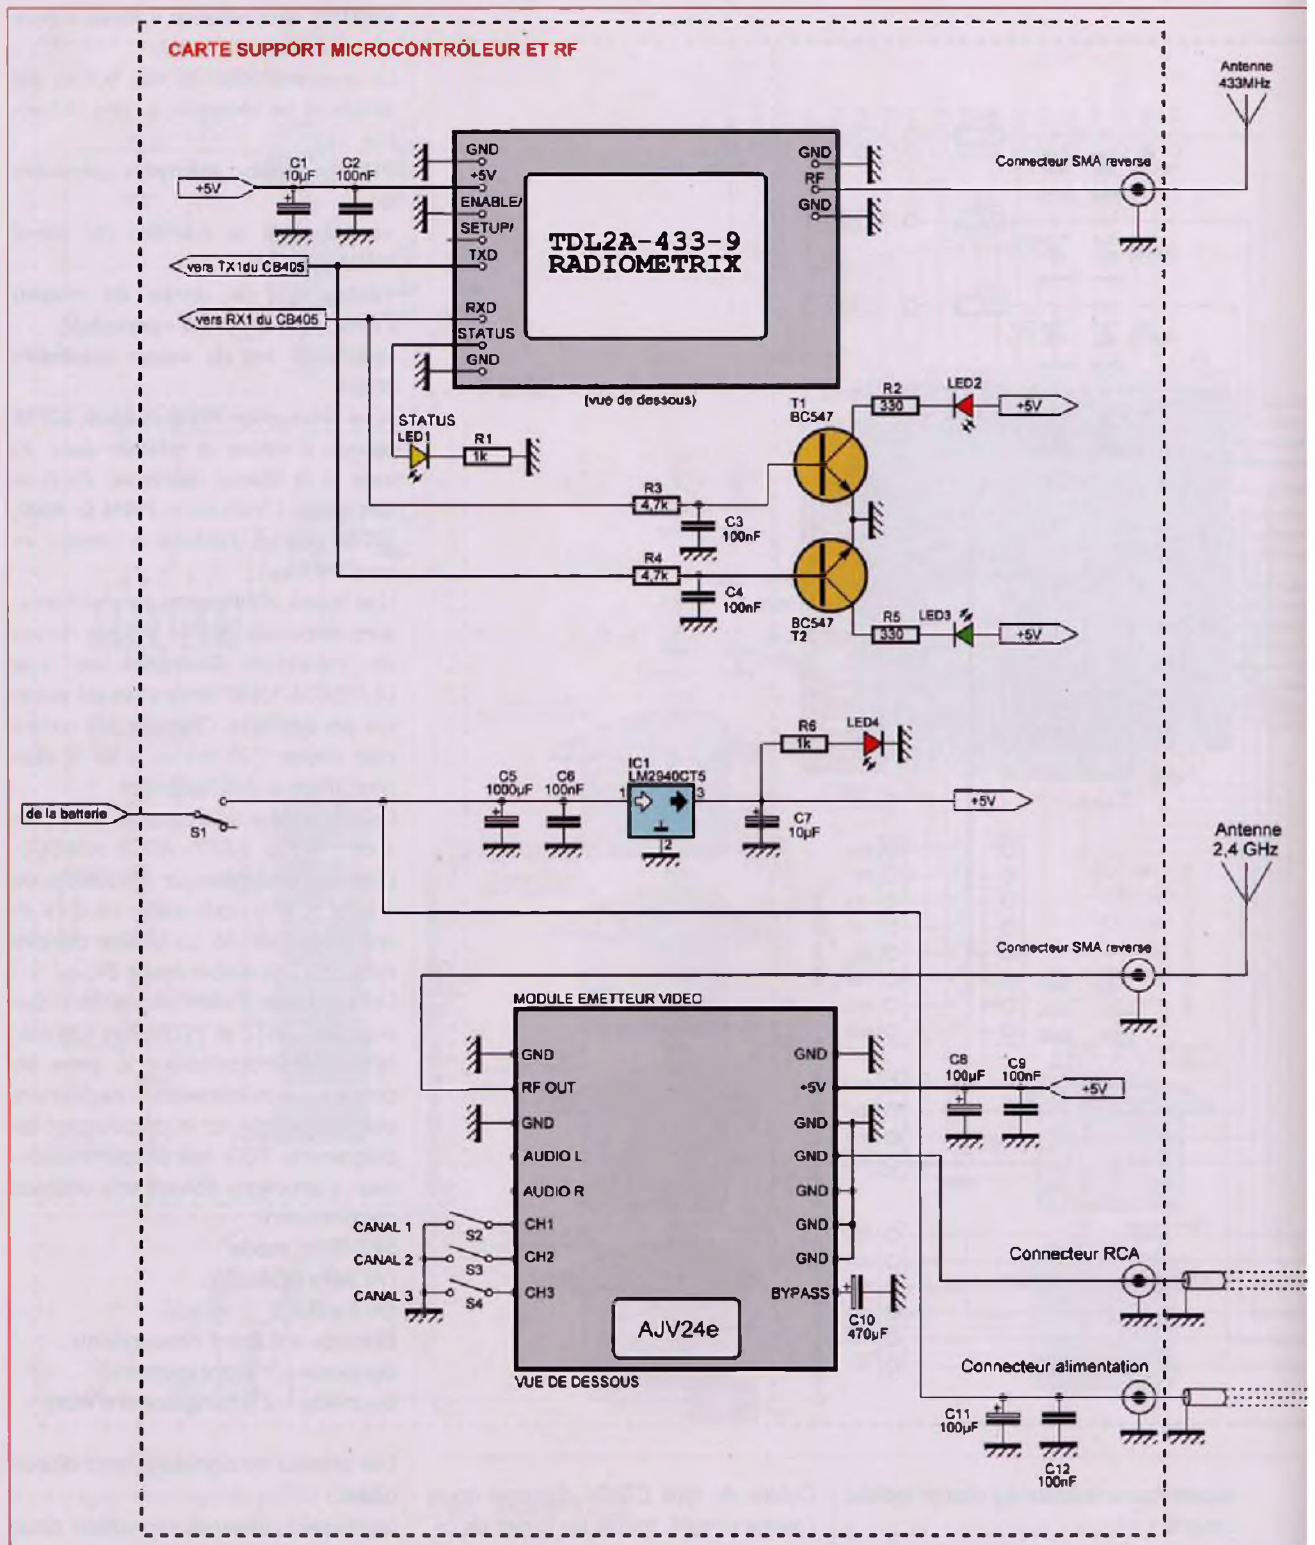 CARTE SUPPORT MICROCONTRÔLEUR ET RF
Antenne
433MHz
Connecteur SMA reverse
C1
10µF
C2
100nF
+5V
GND
+5V
ENABLE/
SETUP/
TXD
RXD
STATUS
GND
GND
RF
GND
TDL2A-433-9
RADIOMETRIX
vers TX1du CB405
vers RX1 du CB405
(vue de dessous)
STATUS
LED1
R1
1k
T1
BC547
R2
330
LED2
+5V
R3
4,7k
C3
100nF
R4
4,7k
C4
100nF
BC547
T2
R5
330
LED3
+5V
R6
1k
LED4
de la batterie
S1
C5
1000µF
C6
100nF
IC1
LM2940CT5
1
3
2
C7
10µF
+5V
Antenne
2,4 GHz
Connecteur SMA reverse
MODULE EMETTEUR VIDEO
GND
RF OUT
GND
AUDIO L
AUDIO R
CH1
CH2
CH3
GND
+5V
GND
GND
GND
GND
GND
BYPASS
C8
100µF
C9
100nF
+5V
CANAL 1
S2
CANAL 2
S3
CANAL 3
S4
C10
470µF
AJV24e
VUE DE DESSOUS
Connecteur RCA
Connecteur alimentation
C11
100µF
C12
100nF